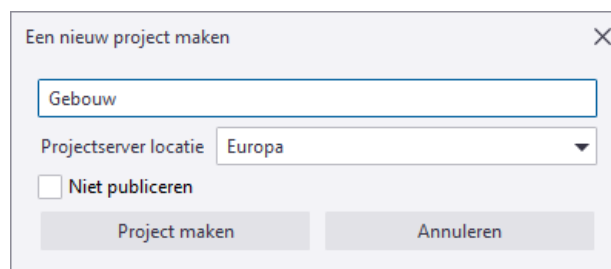 Een nieuw project maken
Gebouw
Projectserver locatie Europa
Niet publiceren
Project maken Annuleren